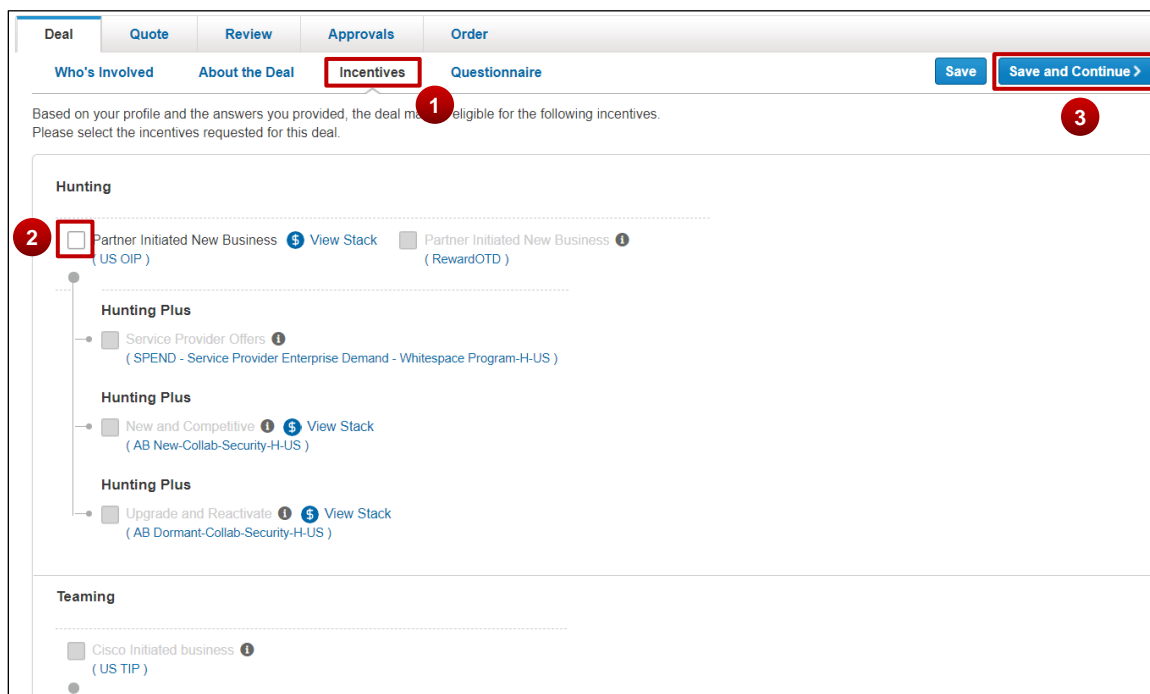 Deal Quote Review Approvals Order
Who's Involved About the Deal Incentives Questionnaire Save Save and Continue >
1
3
Based on your profile and the answers you provided, the deal ma eligible for the following incentives.
Please select the incentives requested for this deal.
Hunting
2
Partner Initiated New Business $ View Stack Partner Initiated New Business i
( US OIP ) ( RewardOTD )
Hunting Plus
Service Provider Offers i
( SPEND - Service Provider Enterprise Demand - Whitespace Program-H-US )
Hunting Plus
New and Competitive i $ View Stack
( AB New-Collab-Security-H-US )
Hunting Plus
Upgrade and Reactivate i $ View Stack
( AB Dormant-Collab-Security-H-US )
Teaming
Cisco Initiated business i
( US TIP )